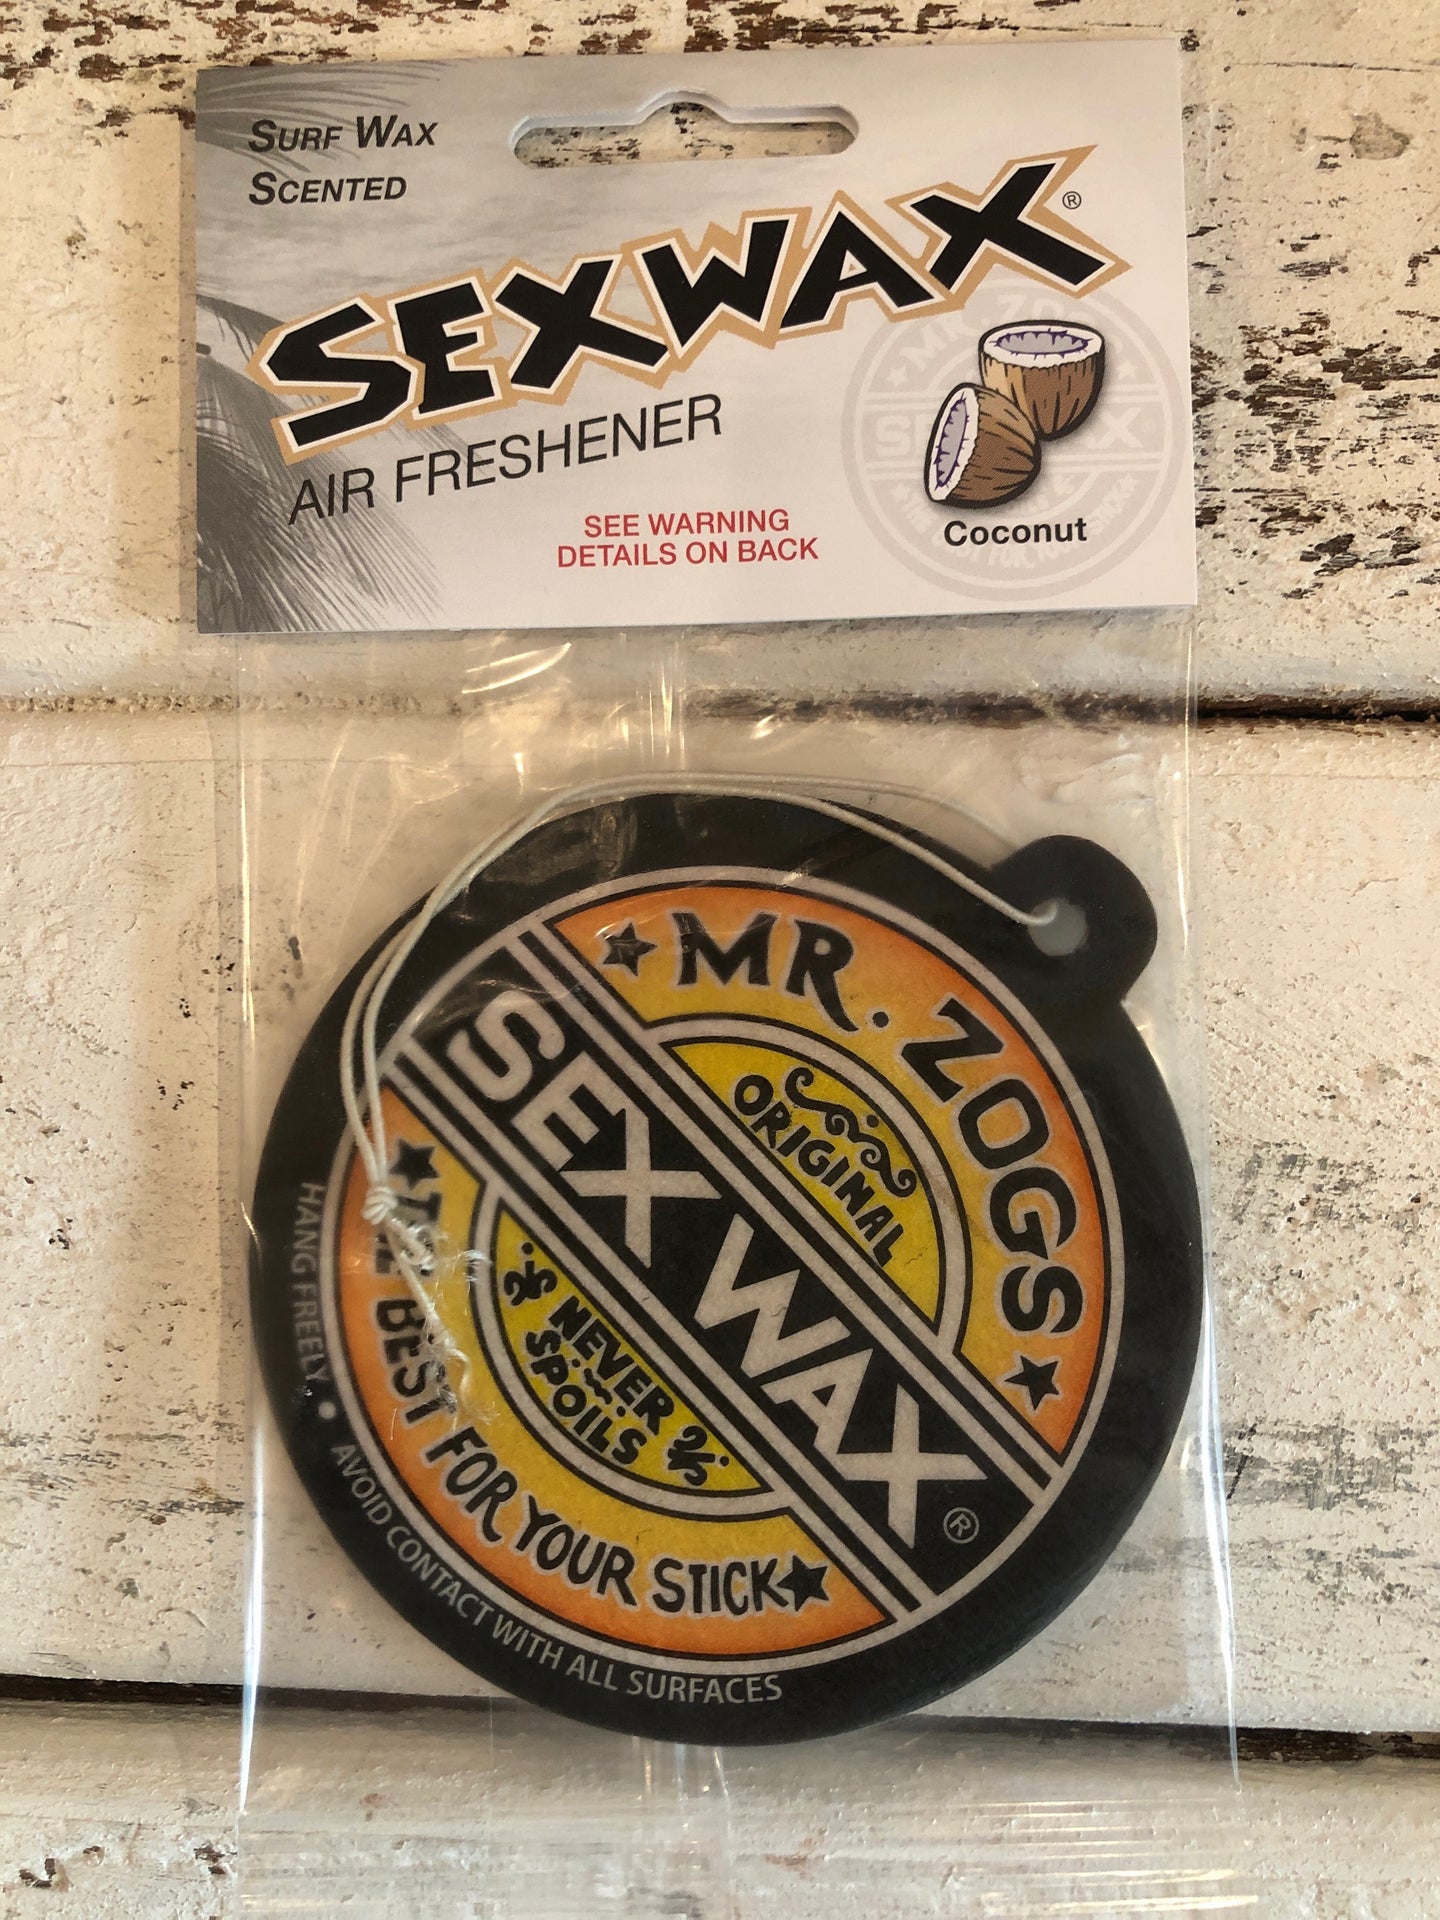 SURF WAX
SCENTED
SEXWAX®
AIR FRESHENER
SEE WARNING
DETAILS ON BACK
Coconut
MR. ZOGS
ORIGINAL
SEX WAX®
NEVER
SPOILS
THE BEST FOR YOUR STICK
HANG FREELY • AVOID CONTACT WITH ALL SURFACES